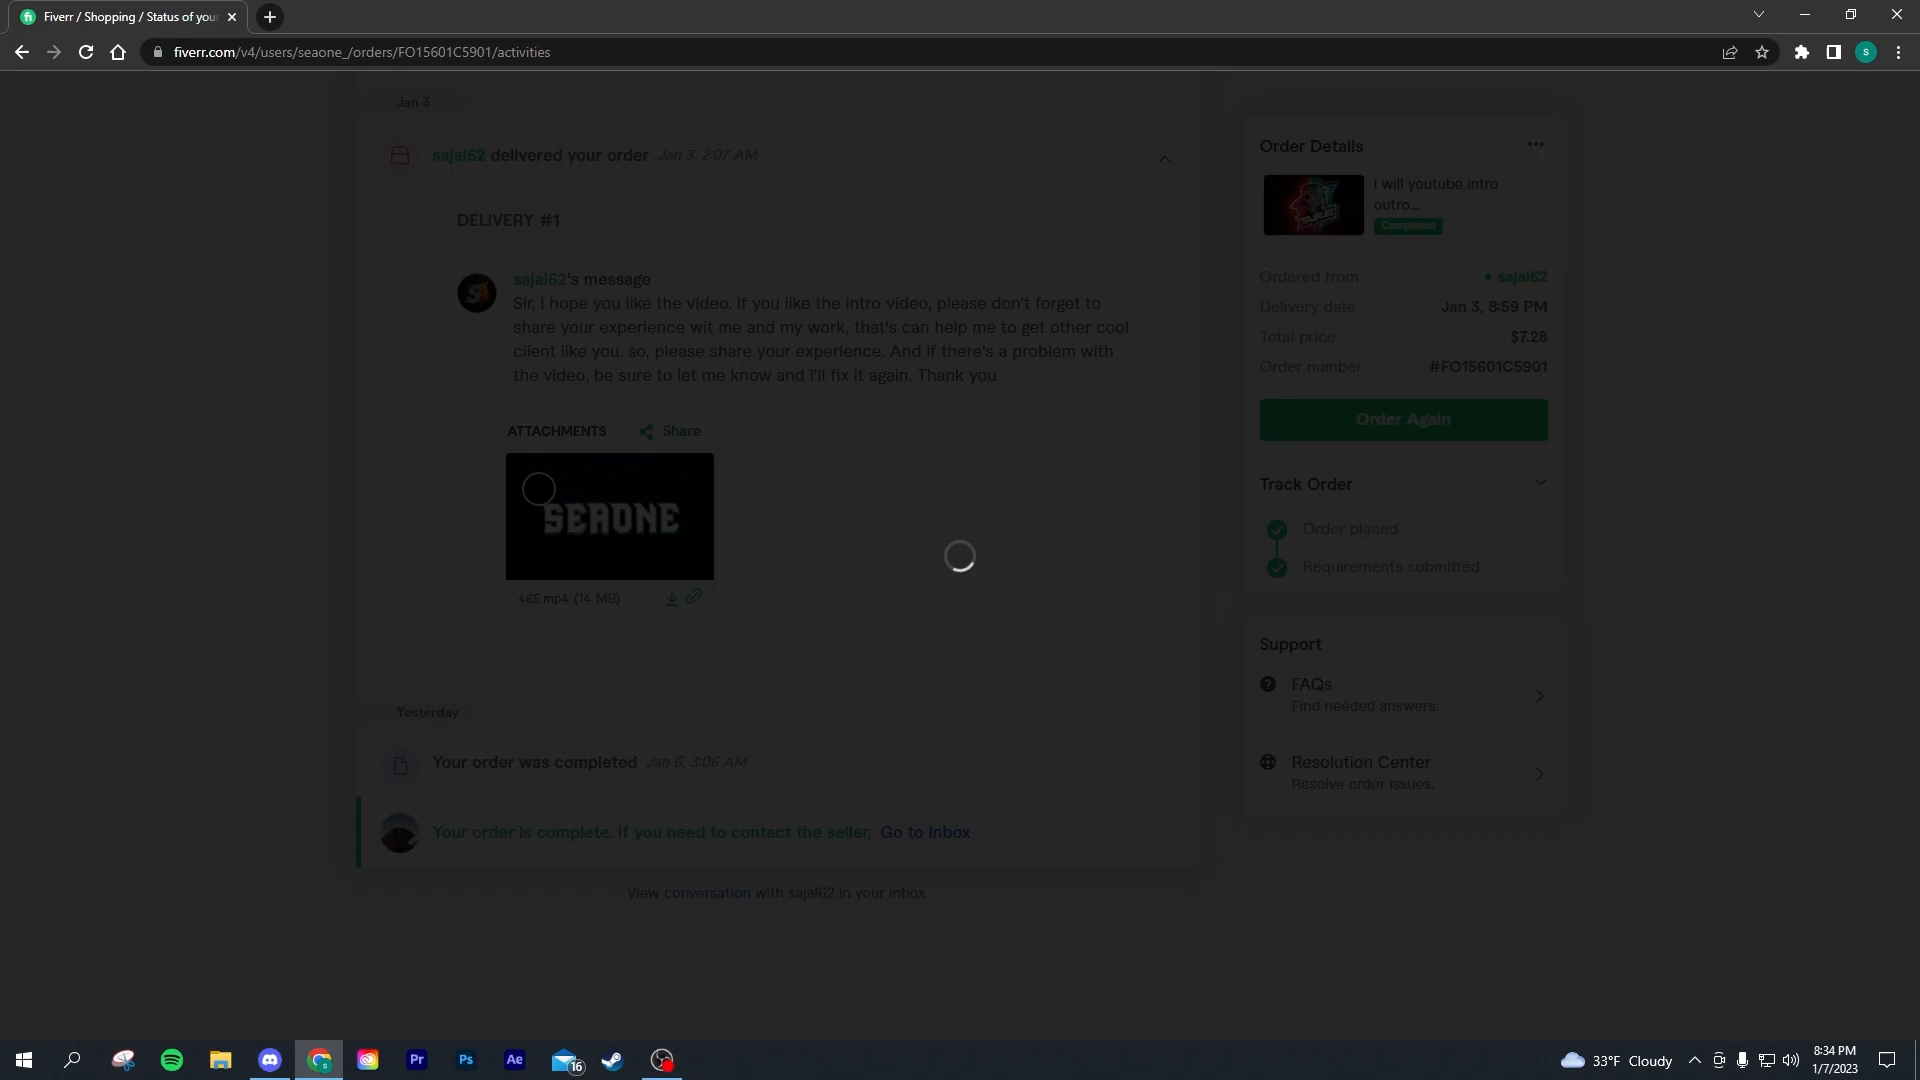 Fiverr / Shopping / Status of you
fiverr.com/v4/users/seaone_/orders/FO15601C5901/activities
S
Jan 3
sajal62 delivered your order Jan 3, 2:07 AM
DELIVERY #1
sajal62's message
Sir, I hope you like the video. if you like the intro video, please don't forget to
share your experience wit me and my work, that's can help me to get other cool
client like you. so, please share your experience. And if there's a problem with
the video, be sure to let me know and I'll fix it again. Thank you
ATTACHMENTS Share
SEAONE
465.mp4 (14 MB)
Yesterday
Your order was completed Jan 6, 3:06 AM
Your order is complete. If you need to contact the seller, Go to Inbox
View conversation with sajal62 in your inbox
Order Details
I will youtube intro
outro...
Completed
Ordered from sajal62
Delivery date Jan 3, 8:59 PM
Total price $7.28
Order number #FO15601C5901
Order Again
Track Order
Order placed
Requirements submitted
Support
FAQs
Find needed answers.
Resolution Center
Resolve order issues.
Pr
Ps
Ae
16
33°F Cloudy
8:34 PM
1/7/2023